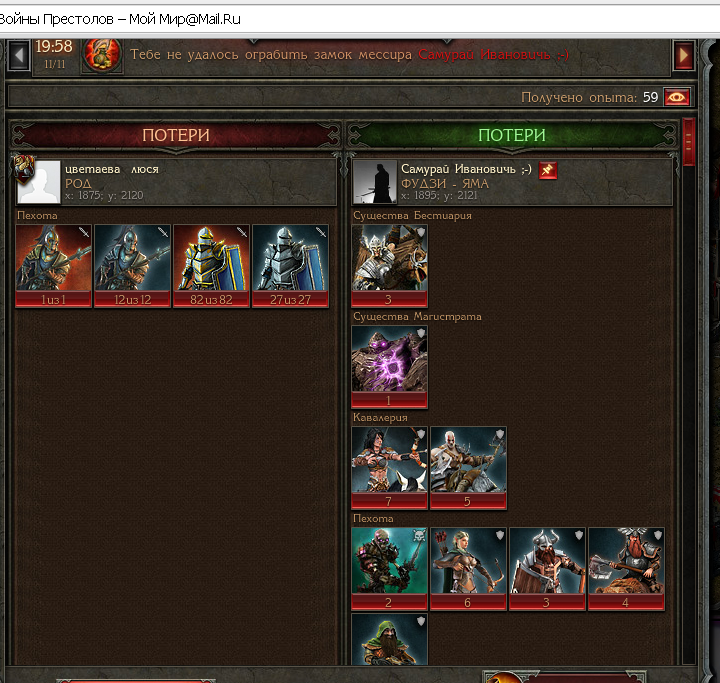 Войны Престолов – Мой Мир@Mail.Ru
19:58
11/11
Тебе не удалось ограбить замок мессира Самурай Ивановичь ;-)
Получено опыта: 59
ПОТЕРИ
ПОТЕРИ
цветаева люся
РОД
x: 1875; y: 2120
Самурай Ивановичь ;-)
ФУДЗИ - ЯМА
x: 1895; y: 2121
Пехота
1 из 1
12 из 12
82 из 82
27 из 27
Существа Бестиария
3
Существа Магистрата
1
Кавалерия
7
5
Пехота
2
6
3
4